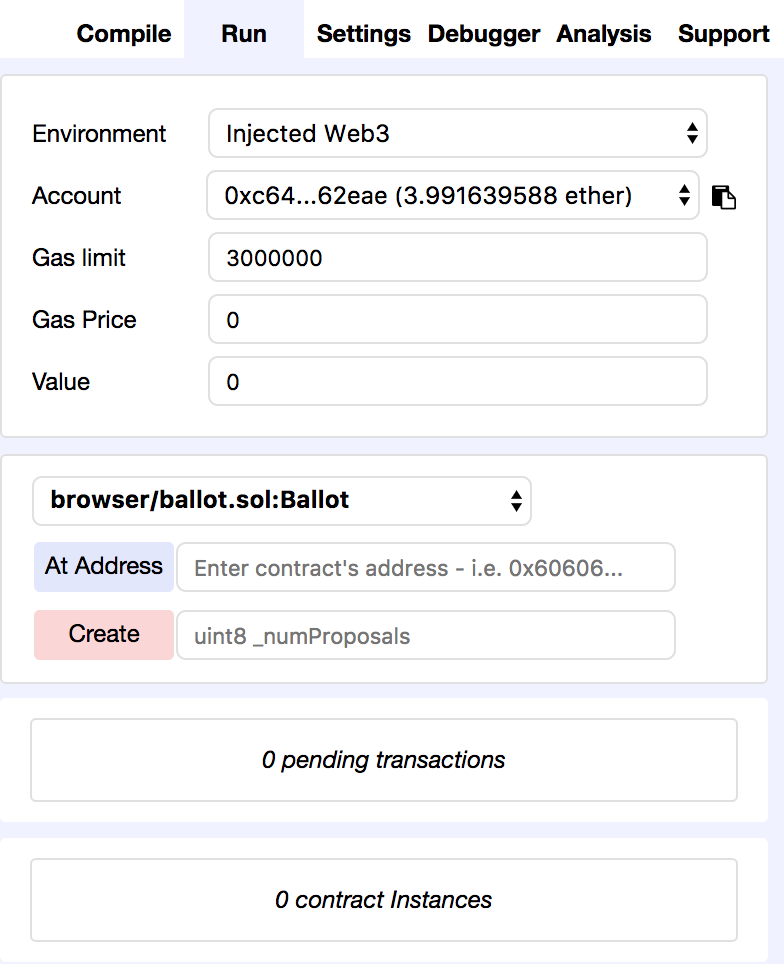 Compile Run Settings Debugger Analysis Support
Environment Injected Web3
Account 0xc64...62eae (3.991639588 ether)
Gas limit 3000000
Gas Price 0
Value 0
browser/ballot.sol:Ballot
At Address Enter contract's address - i.e. 0x60606...
Create uint8 _numProposals
0 pending transactions
0 contract Instances